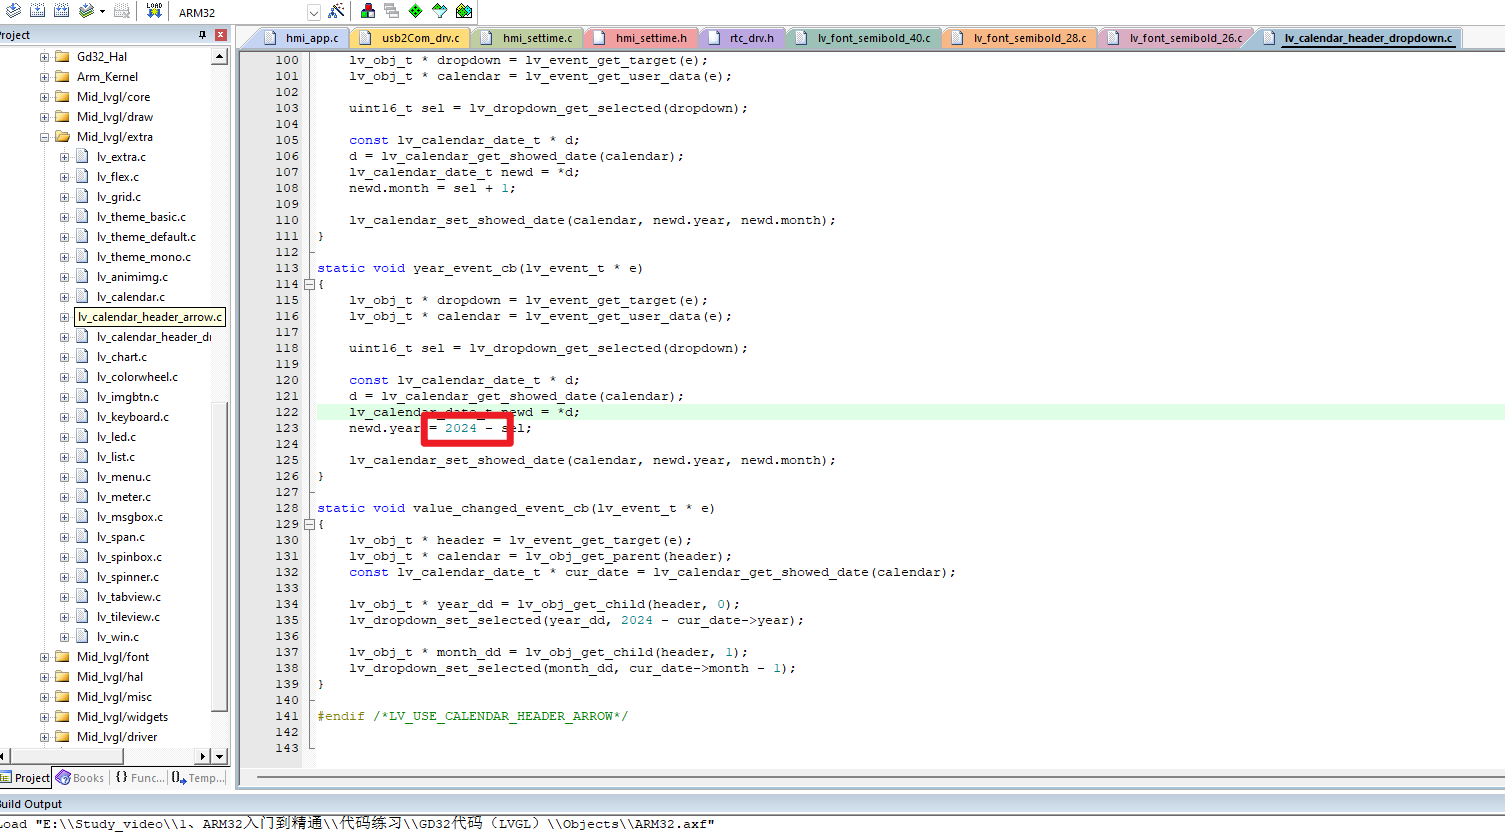 LOAD
ARM32
Project
hmi_app.c
usb2Com_drv.c
hmi_settime.c
hmi_settime.h
rtc_drv.h
lv_font_semibold_40.c
lv_font_semibold_28.c
lv_font_semibold_26.c
lv_calendar_header_dropdown.c
Gd32_Hal
Arm_Kernel
Mid_lvgl/core
Mid_lvgl/draw
Mid_lvgl/extra
lv_extra.c
lv_flex.c
lv_grid.c
lv_theme_basic.c
lv_theme_default.c
lv_theme_mono.c
lv_animimg.c
lv_calendar.c
lv_calendar_header_arrow.c
lv_calendar_header_dr
lv_chart.c
lv_colorwheel.c
lv_imgbtn.c
lv_keyboard.c
lv_led.c
lv_list.c
lv_menu.c
lv_meter.c
lv_msgbox.c
lv_span.c
lv_spinbox.c
lv_spinner.c
lv_tabview.c
lv_tileview.c
lv_win.c
Mid_lvgl/font
Mid_lvgl/hal
Mid_lvgl/misc
Mid_lvgl/widgets
Mid_lvgl/driver
Project
Books
{} Func...
Temp...
100 lv_obj_t * dropdown = lv_event_get_target(e);
101 lv_obj_t * calendar = lv_event_get_user_data(e);
102
103 uint16_t sel = lv_dropdown_get_selected(dropdown);
104
105 const lv_calendar_date_t * d;
106 d = lv_calendar_get_showed_date(calendar);
107 lv_calendar_date_t newd = *d;
108 newd.month = sel + 1;
109
110 lv_calendar_set_showed_date(calendar, newd.year, newd.month);
111 }
112
113 static void year_event_cb(lv_event_t * e)
114 {
115 lv_obj_t * dropdown = lv_event_get_target(e);
116 lv_obj_t * calendar = lv_event_get_user_data(e);
117
118 uint16_t sel = lv_dropdown_get_selected(dropdown);
119
120 const lv_calendar_date_t * d;
121 d = lv_calendar_get_showed_date(calendar);
122 lv_calendar_date_t newd = *d;
123 newd.year = 2024 - sel;
124
125 lv_calendar_set_showed_date(calendar, newd.year, newd.month);
126 }
127
128 static void value_changed_event_cb(lv_event_t * e)
129 {
130 lv_obj_t * header = lv_event_get_target(e);
131 lv_obj_t * calendar = lv_obj_get_parent(header);
132 const lv_calendar_date_t * cur_date = lv_calendar_get_showed_date(calendar);
133
134 lv_obj_t * year_dd = lv_obj_get_child(header, 0);
135 lv_dropdown_set_selected(year_dd, 2024 - cur_date->year);
136
137 lv_obj_t * month_dd = lv_obj_get_child(header, 1);
138 lv_dropdown_set_selected(month_dd, cur_date->month - 1);
139 }
140
141 #endif /*LV_USE_CALENDAR_HEADER_ARROW*/
142
143
Build Output
Load "E:\\Study_video\\1、ARM32入门到精通\\代码练习\\GD32代码（LVGL）\\Objects\\ARM32.axf"